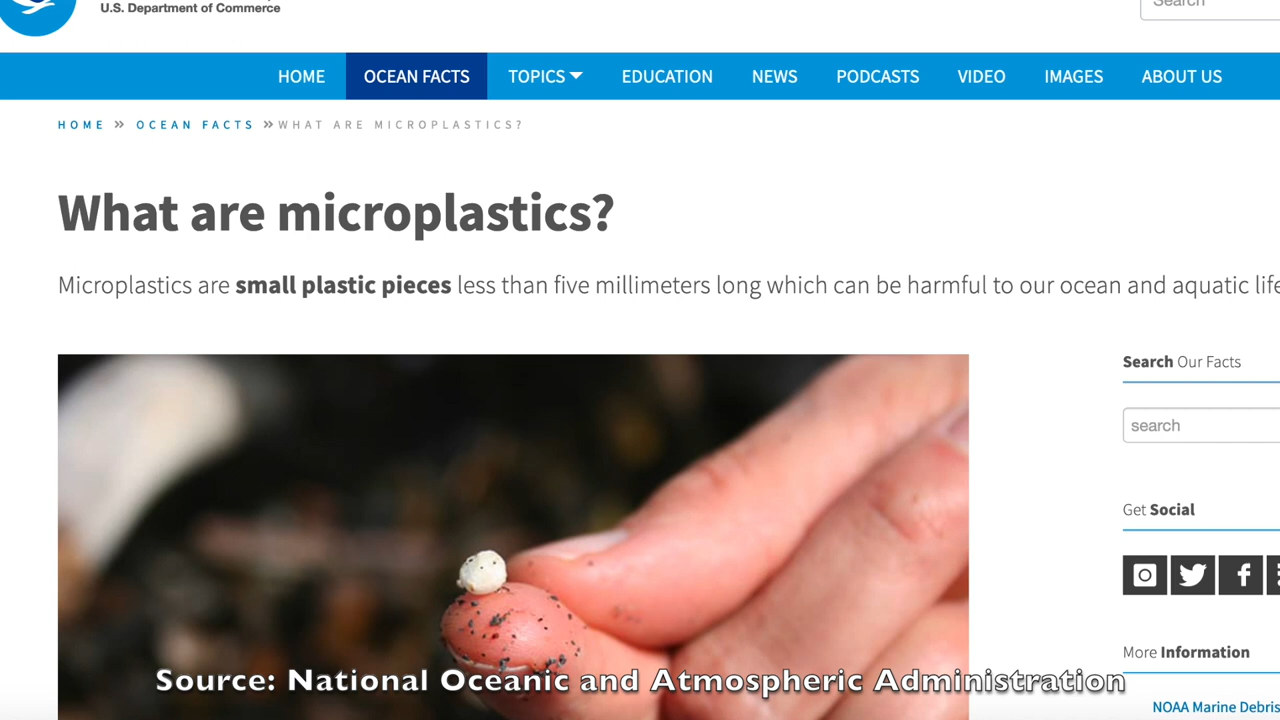 U.S. Department of Commerce
Search
HOME OCEAN FACTS TOPICS EDUCATION NEWS PODCASTS VIDEO IMAGES ABOUT US
HOME » OCEAN FACTS » WHAT ARE MICROPLASTICS?
What are microplastics?
Microplastics are small plastic pieces less than five millimeters long which can be harmful to our ocean and aquatic life
Search Our Facts
search
Get Social
More Information
NOAA Marine Debris
Source: National Oceanic and Atmospheric Administration